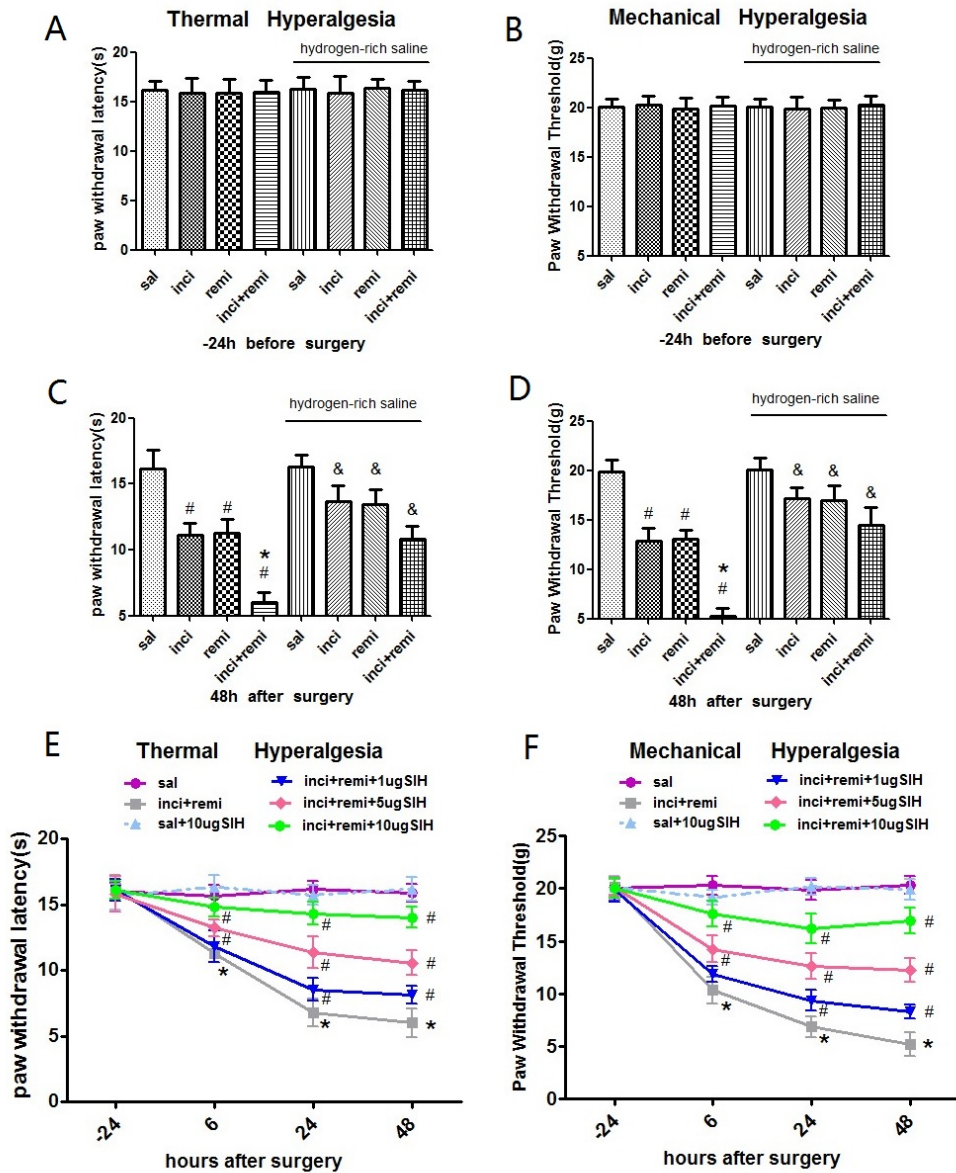 A
Thermal Hyperalgesia
hydrogen-rich saline
paw withdrawal latency(s)
20
15
10
5
0
sal
inci
remi
inci+remi
sal
inci
remi
inci+remi
-24h before surgery
B
Mechanical Hyperalgesia
hydrogen-rich saline
Paw Withdrawal Threshold(g)
25
20
15
10
5
sal
inci
remi
inci+remi
sal
inci
remi
inci+remi
-24h before surgery
C
hydrogen-rich saline
paw withdrawal latency(s)
20
15
10
5
# # * # & & &
sal
inci
remi
inci+remi
sal
inci
remi
inci+remi
48h after surgery
D
hydrogen-rich saline
Paw Withdrawal Threshold(g)
25
20
15
10
5
# # * # & & &
sal
inci
remi
inci+remi
sal
inci
remi
inci+remi
48h after surgery
E
Thermal Hyperalgesia
sal
inci+remi
sal+10ugSIH
inci+remi+1ugSIH
inci+remi+5ugSIH
inci+remi+10ugSIH
paw withdrawal latency(s)
20
15
10
5
0
# # #
# # #
# #
* * *
-24
6
24
48
hours after surgery
F
Mechanical Hyperalgesia
sal
inci+remi
sal+10ugSIH
inci+remi+1ugSIH
inci+remi+5ugSIH
inci+remi+10ugSIH
Paw Withdrawal Threshold(g)
25
20
15
10
5
0
# # #
# # #
# #
* * *
-24
6
24
48
hours after surgery